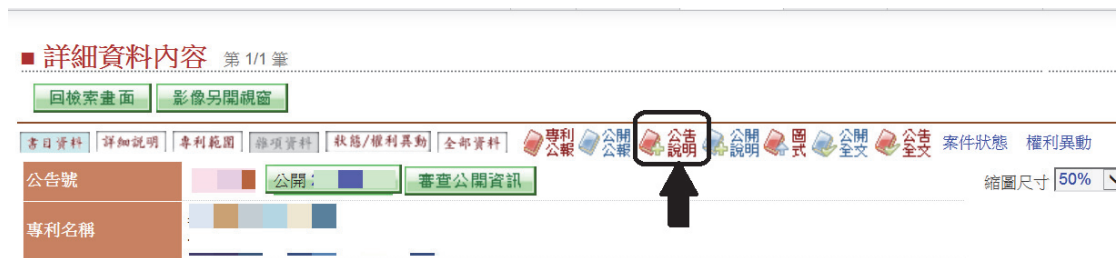 ■ 詳細資料內容 第 1/1 筆
回檢索畫面 影像另開視窗
書目資料 詳細說明 專利範圍 雜項資料 狀態/權利異動 全部資料 專利公報 公開公報 公告說明 公開說明 圖式 公開全文 公告全文 案件狀態 權利異動
公告號 公開 審查公開資訊 縮圖尺寸 50%
專利名稱